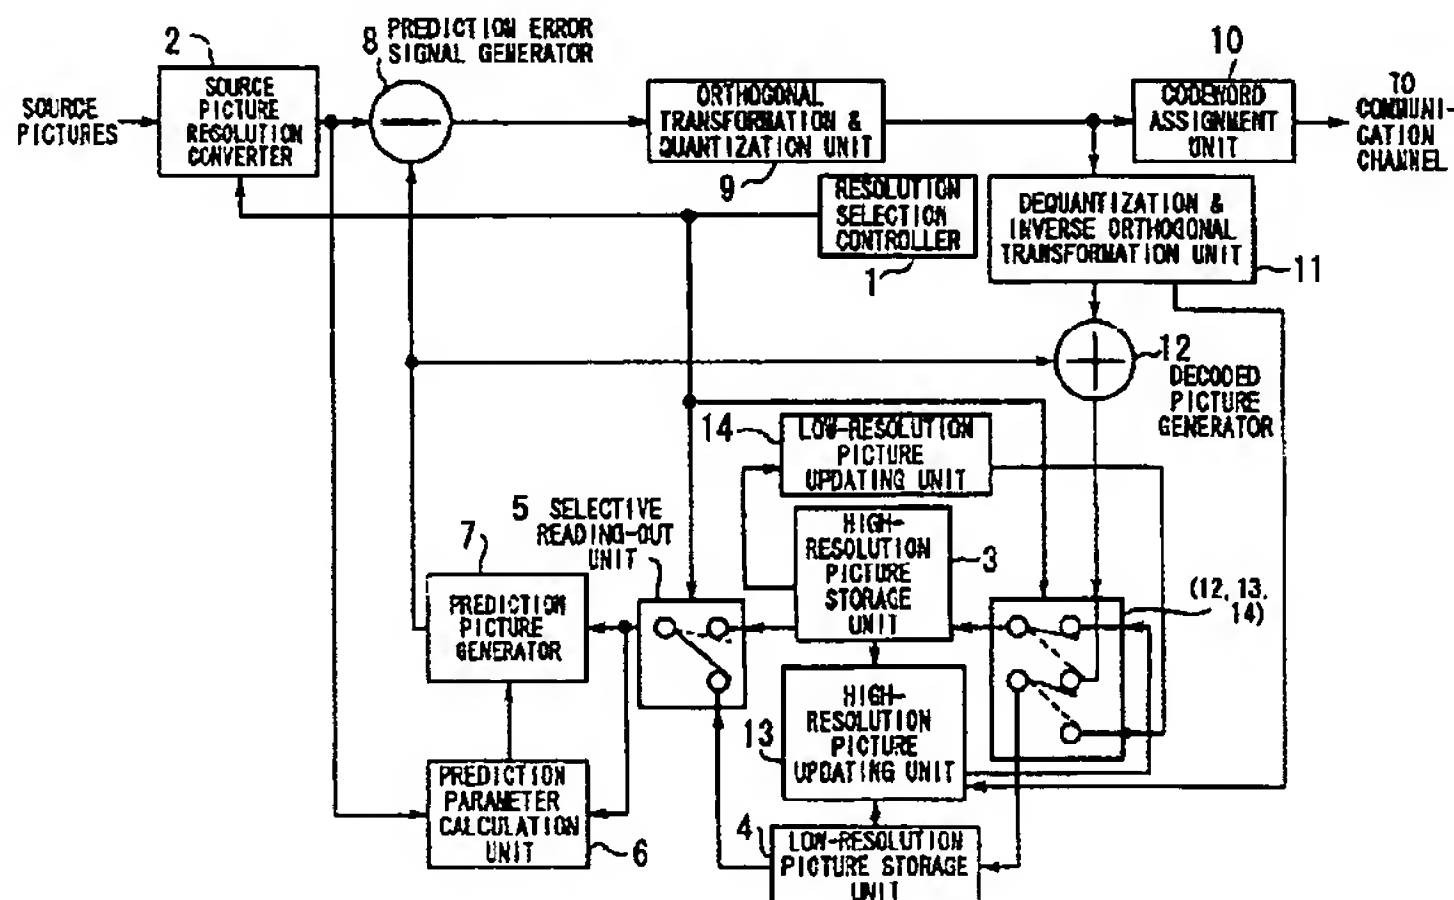 SOURCE
PICTURES
2
SOURCE
PICTURE
RESOLUTION
CONVERTER
8
PREDICTION ERROR
SIGNAL GENERATOR
ORTHOGONAL
TRANSFORMATION &
QUANTIZATION UNIT
9
10
CODEWORD
ASSIGNMENT
UNIT
TO
COMMUNI-
CATION
CHANNEL
RESOLUTION
SELECTION
CONTROLLER
1
DEQUANTIZATION &
INVERSE ORTHOGONAL
TRANSFORMATION UNIT
11
12
DECODED
PICTURE
GENERATOR
14
LOW-RESOLUTION
PICTURE
UPDATING UNIT
5 SELECTIVE
READING-OUT
UNIT
7
PREDICTION
PICTURE
GENERATOR
HIGH-
RESOLUTION
PICTURE
STORAGE
UNIT
3
(12, 13,
14)
13
HIGH-
RESOLUTION
PICTURE
UPDATING UNIT
PREDICTION
PARAMETER
CALCULATION
UNIT
6
4
LOW-RESOLUTION
PICTURE STORAGE
UNIT